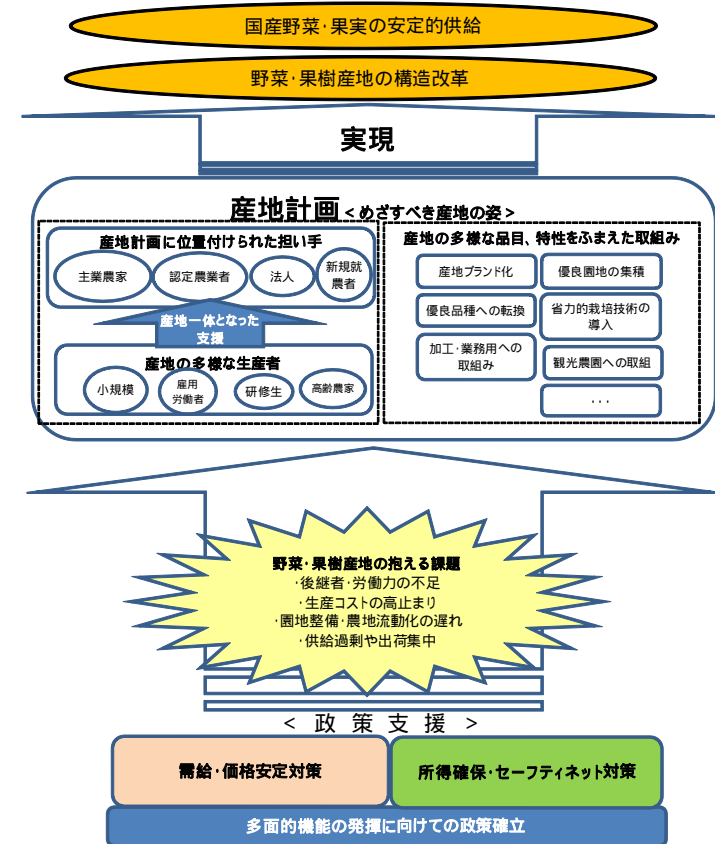 国産野菜・果実の安定的供給
野菜・果樹産地の構造改革
実現
産地計画＜めざすべき産地の姿＞
産地計画に位置付けられた担い手
主業農家
認定農業者
法人
新規就
農者
産地一体となった
支援
産地の多様な生産者
小規模
雇用
労働者
研修生
高齢農家
産地の多様な品目、特性をふまえた取組み
産地ブランド化
優良園地の集積
優良品種への転換
省力的栽培技術の
導入
加工・業務用への
取組み
観光農園への取組
・・・
野菜・果樹産地の抱える課題
・後継者・労働力の不足
・生産コストの高止まり
・園地整備・農地流動化の遅れ
・供給過剰や出荷集中
＜ 政 策 支 援 ＞
需給・価格安定対策
所得確保・セーフティネット対策
多面的機能の発揮に向けての政策確立